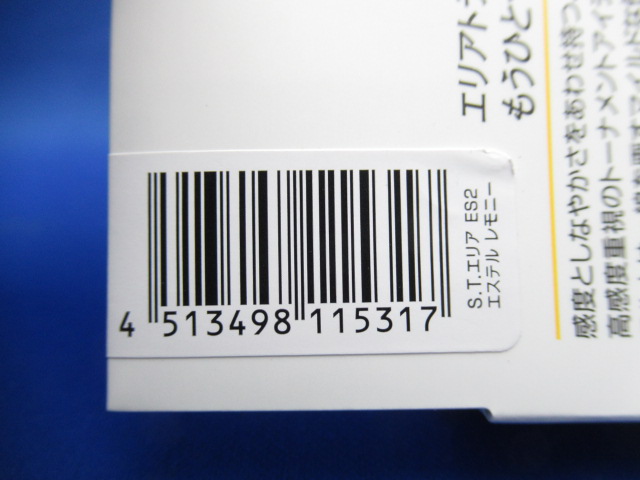 4 513498 115317
S.T.エリア ES2
エステル レモニー
エリアト
もうひと
感度としなやかさをあわせ持つ
高感度重視のトーナメントアイ